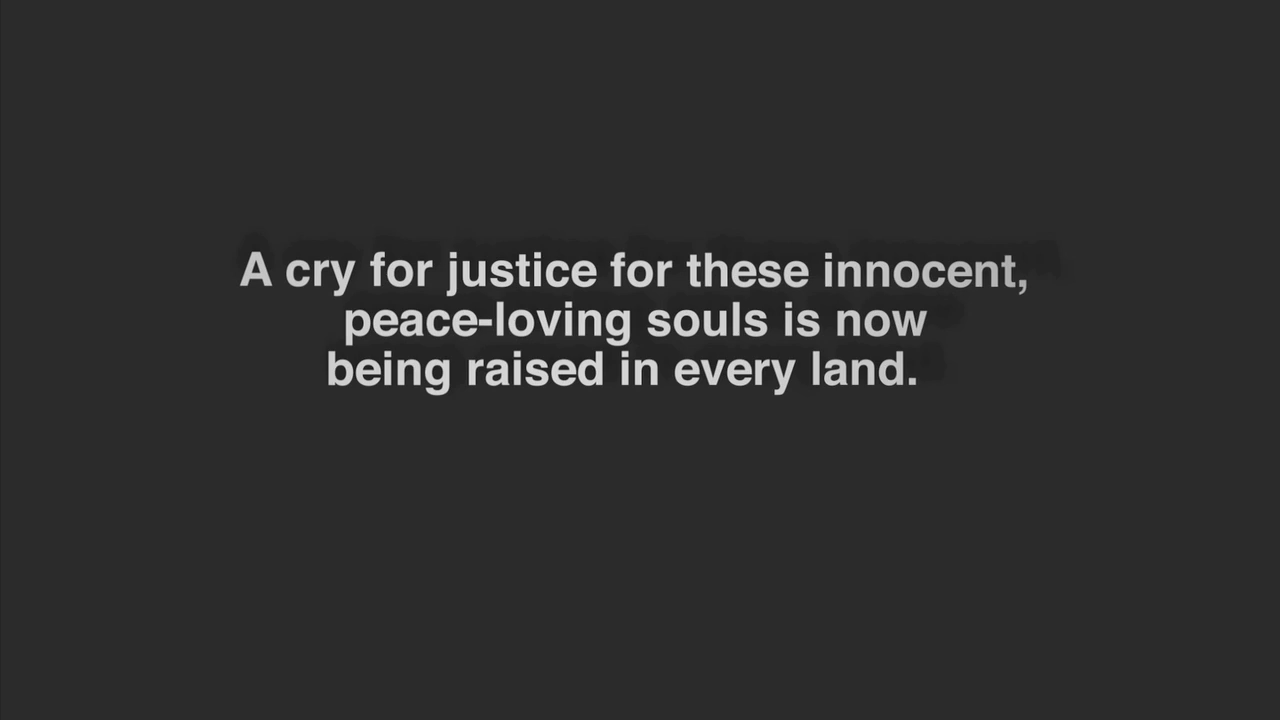 A cry for justice for these innocent,
peace-loving souls is now
being raised in every land.